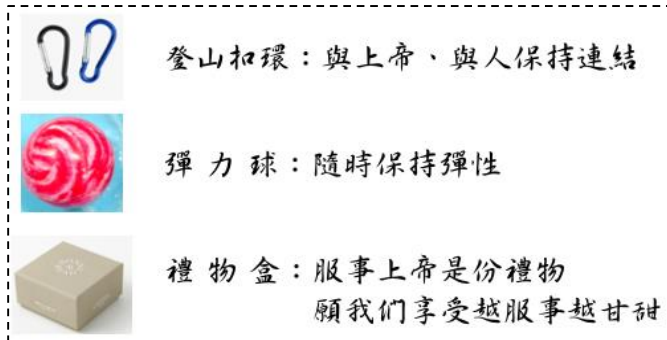 登山扣環：與上帝、與人保持連結
彈力球：隨時保持彈性
禮物盒：服事上帝是份禮物
願我们享受越服事越甘甜